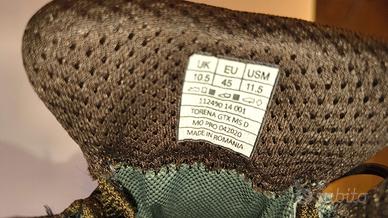 UK EU USM
10.5 45 11.5
112490 14 001
TORENA GTX MS D
MO PRO 042020
MADE IN ROMANIA
subito